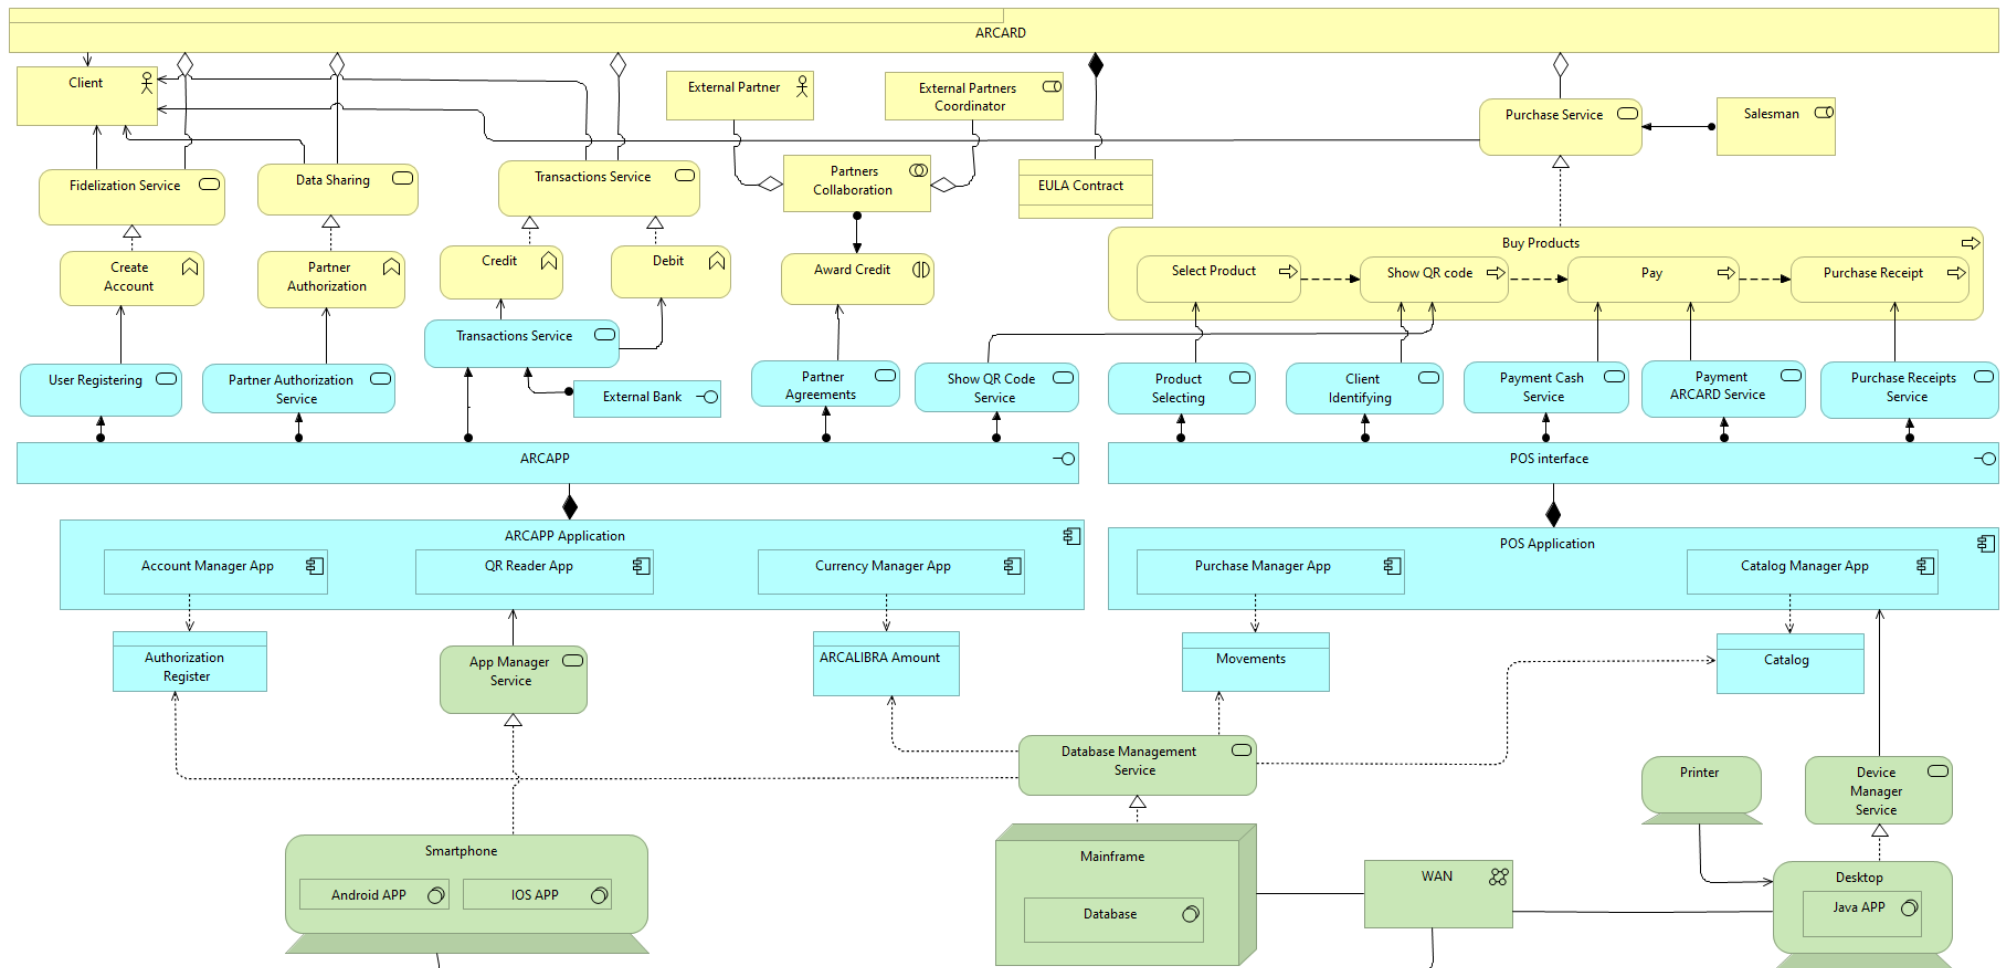 ARCARD
Client
External Partner
External Partners
Coordinator
Purchase Service
Salesman
Fidelization Service
Data Sharing
Transactions Service
Partners
Collaboration
EULA Contract
Create
Account
Partner
Authorization
Credit
Debit
Award Credit
Buy Products
Select Product
Show QR code
Pay
Purchase Receipt
Transactions Service
User Registering
Partner Authorization
Service
External Bank
Partner
Agreements
Show QR Code
Service
Product
Selecting
Client
Identifying
Payment Cash
Service
Payment
ARCARD Service
Purchase Receipts
Service
ARCAPP
POS interface
ARCAPP Application
POS Application
Account Manager App
QR Reader App
Currency Manager App
Purchase Manager App
Catalog Manager App
Authorization
Register
App Manager
Service
ARCALIBRA Amount
Movements
Catalog
Database Management
Service
Printer
Device
Manager
Service
Smartphone
Android APP
IOS APP
Mainframe
Database
WAN
Desktop
Java APP